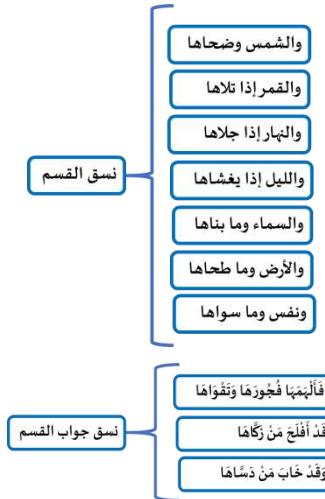 والشمس وضحاها
والقمر إذا تلاها
والنهار إذا جلاها
والليل إذا يغشاها
والسماء وما بناها
والأرض وما طحاها
ونفس وما سواها
نسق القسم
فَأَلْهَمَهَا فُجُورَهَا وَتَقْوَاهَا
قَدْ أَفْلَحَ مَنْ زَكَّاهَا
وَقَدْ خَابَ مَنْ دَسَّاهَا
نسق جواب القسم